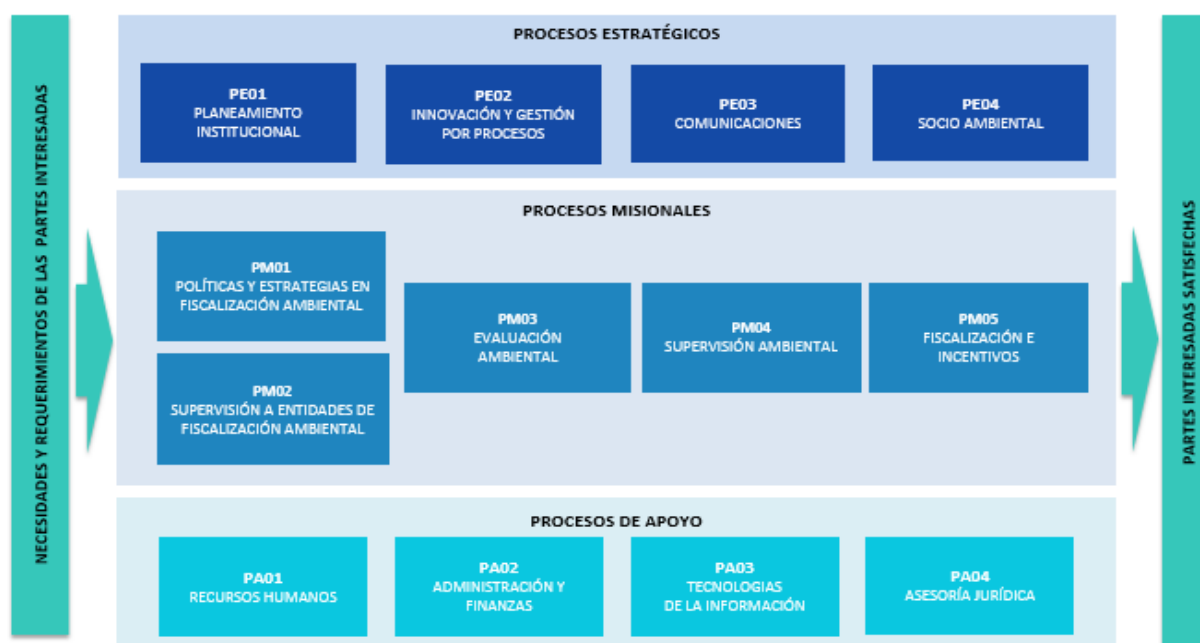 NECESIDADES Y REQUERIMIENTOS DE LAS PARTES INTERESADAS
PROCESOS ESTRATÉGICOS
PE01
PLANEAMIENTO
INSTITUCIONAL
PE02
INNOVACIÓN Y GESTIÓN
POR PROCESOS
PE03
COMUNICACIONES
PE04
SOCIO AMBIENTAL
PROCESOS MISIONALES
PM01
POLÍTICAS Y ESTRATEGIAS EN
FISCALIZACIÓN AMBIENTAL
PM02
SUPERVISIÓN A ENTIDADES DE
FISCALIZACIÓN AMBIENTAL
PM03
EVALUACIÓN
AMBIENTAL
PM04
SUPERVISIÓN AMBIENTAL
PM05
FISCALIZACIÓN E
INCENTIVOS
PROCESOS DE APOYO
PA01
RECURSOS HUMANOS
PA02
ADMINISTRACIÓN Y
FINANZAS
PA03
TECNOLOGIAS
DE LA INFORMACIÓN
PA04
ASESORÍA JURÍDICA
PARTES INTERESADAS SATISFECHAS